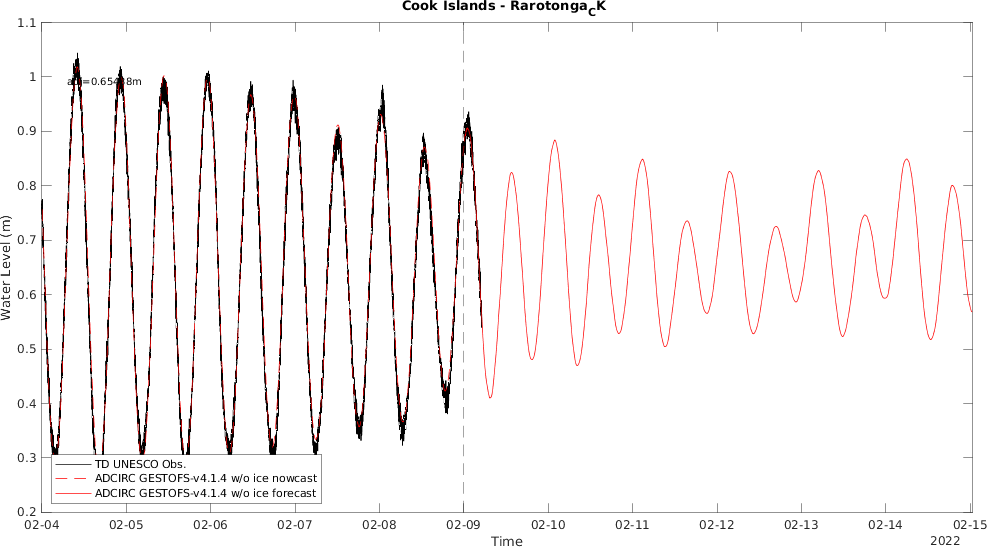 Cook Islands - Rarotonga_CK
1.1
1
0.9
0.8
0.7
0.6
0.5
0.4
0.3
0.2
Water Level (m)
TD UNESCO Obs.
ADCIRC GESTOFS-v4.1.4 w/o ice nowcast
ADCIRC GESTOFS-v4.1.4 w/o ice forecast
02-04 02-05 02-06 02-07 02-08 02-09 02-10 02-11 02-12 02-13 02-14 02-15
Time
2022